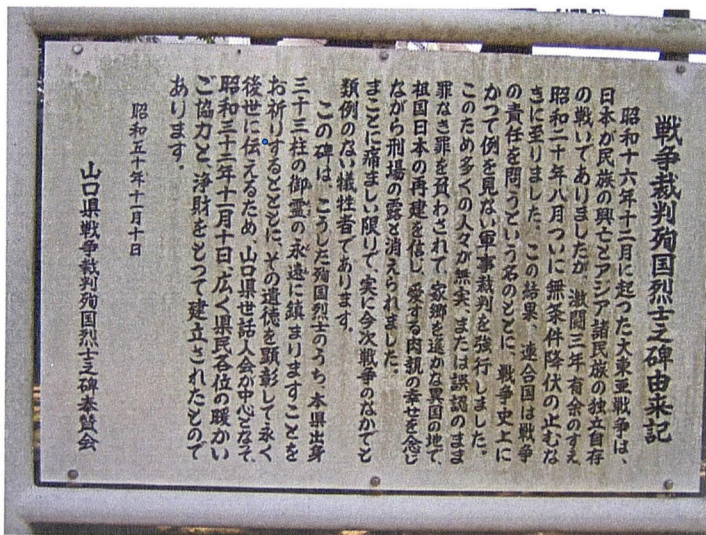 戦争裁判殉国烈士之碑由来記
昭和十六年十二月に起つた大東亜戦争は、
日本が民族の興亡とアジア諸民族の独立自存
の戦いでありましたが、激闘三年有余のすえ、
昭和二十年八月ついに無条件降伏の止むな
きに至りました。この結果、連合国は戦争
の責任を問うという名のもとに、戦争史上に
かつて例を見ない軍事裁判を強行しました。
このため多くの人々が無実、または誤認のまま
罪なき罪を負わされて、家郷を遥かな異国の地で、
祖国日本の再建を信じ、愛する肉親の幸せを念じ
ながら刑場の露と消えられました。
まことに痛ましい限りで、実に今次戦争のなかでと
類例のない犠牲者であります。
この碑は、こうした殉国烈士のうち、本県出身
三十三柱の御霊の永遠に鎮まりますことを
お祈りするとともに、その遺徳を顕彰して永く
後世に伝えるため、山口県世話人会が中心となつて、
昭和三十三年十一月十日、広く県民各位の暖かい
ご協力と、浄財をもつて建立されたもので
あります。
昭和五十年十一月十日
山口県戦争裁判殉国烈士之碑奉賛会